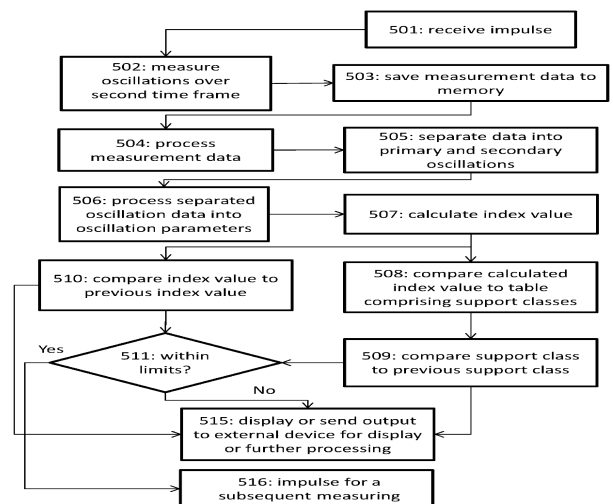 501: receive impulse
502: measure
oscillations over
second time frame
503: save measurement data to
memory
504: process
measurement data
505: separate data into
primary and secondary
oscillations
506: process separated
oscillation data into
oscillation parameters
507: calculate index value
510: compare index value to
previous index value
508: compare calculated
index value to table
comprising support classes
Yes
511: within
limits?
509: compare support class
to previous support class
No
515: display or send output
to external device for display
or further processing
516: impulse for a
subsequent measuring